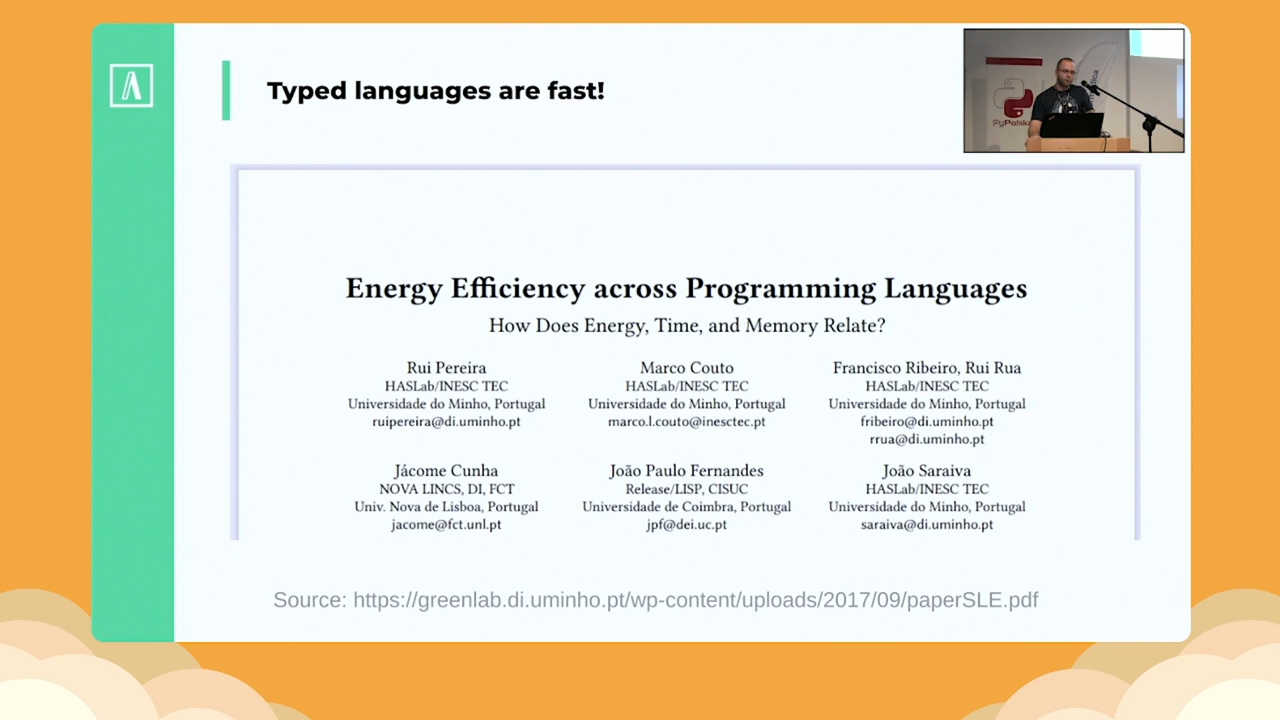 Typed languages are fast!
PyPolska
Energy Efficiency across Programming Languages
How Does Energy, Time, and Memory Relate?
Rui Pereira
HASLab/INESC TEC
Universidade do Minho, Portugal
ruipereira@di.uminho.pt
Marco Couto
HASLab/INESC TEC
Universidade do Minho, Portugal
marco.l.couto@inesctec.pt
Francisco Ribeiro, Rui Rua
HASLab/INESC TEC
Universidade do Minho, Portugal
fribeiro@di.uminho.pt
rrua@di.uminho.pt
Jácome Cunha
NOVA LINCS, DI, FCT
Univ. Nova de Lisboa, Portugal
jacome@fct.unl.pt
João Paulo Fernandes
Release/LISP, CISUC
Universidade de Coimbra, Portugal
jpf@dei.uc.pt
João Saraiva
HASLab/INESC TEC
Universidade do Minho, Portugal
saraiva@di.uminho.pt
Source: https://greenlab.di.uminho.pt/wp-content/uploads/2017/09/paperSLE.pdf